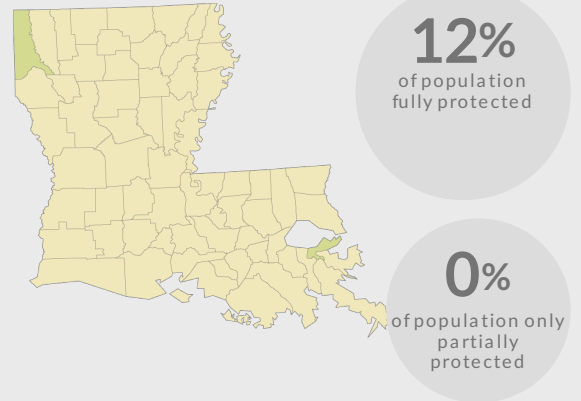 12%
of population
fully protected
0%
of population only
partially
protected